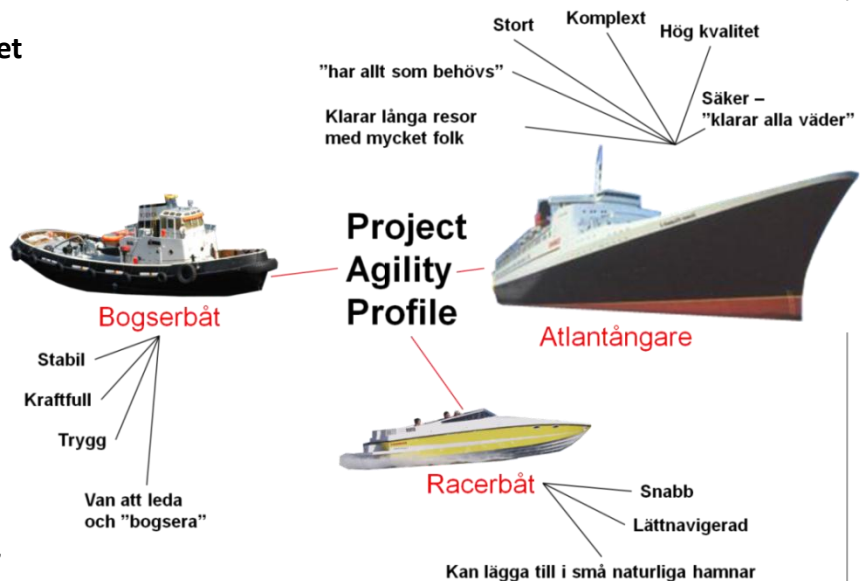 et
Stort
Komplext
Hög kvalitet
"har allt som behövs"
Säker –
"klarar alla väder"
Klarar långa resor
med mycket folk
Project
Agility
Profile
Bogserbåt
Atlantångare
Stabil
Kraftfull
Trygg
Van att leda
och "bogsera"
Racerbåt
Snabb
Lättnavigerad
Kan lägga till i små naturliga hamnar